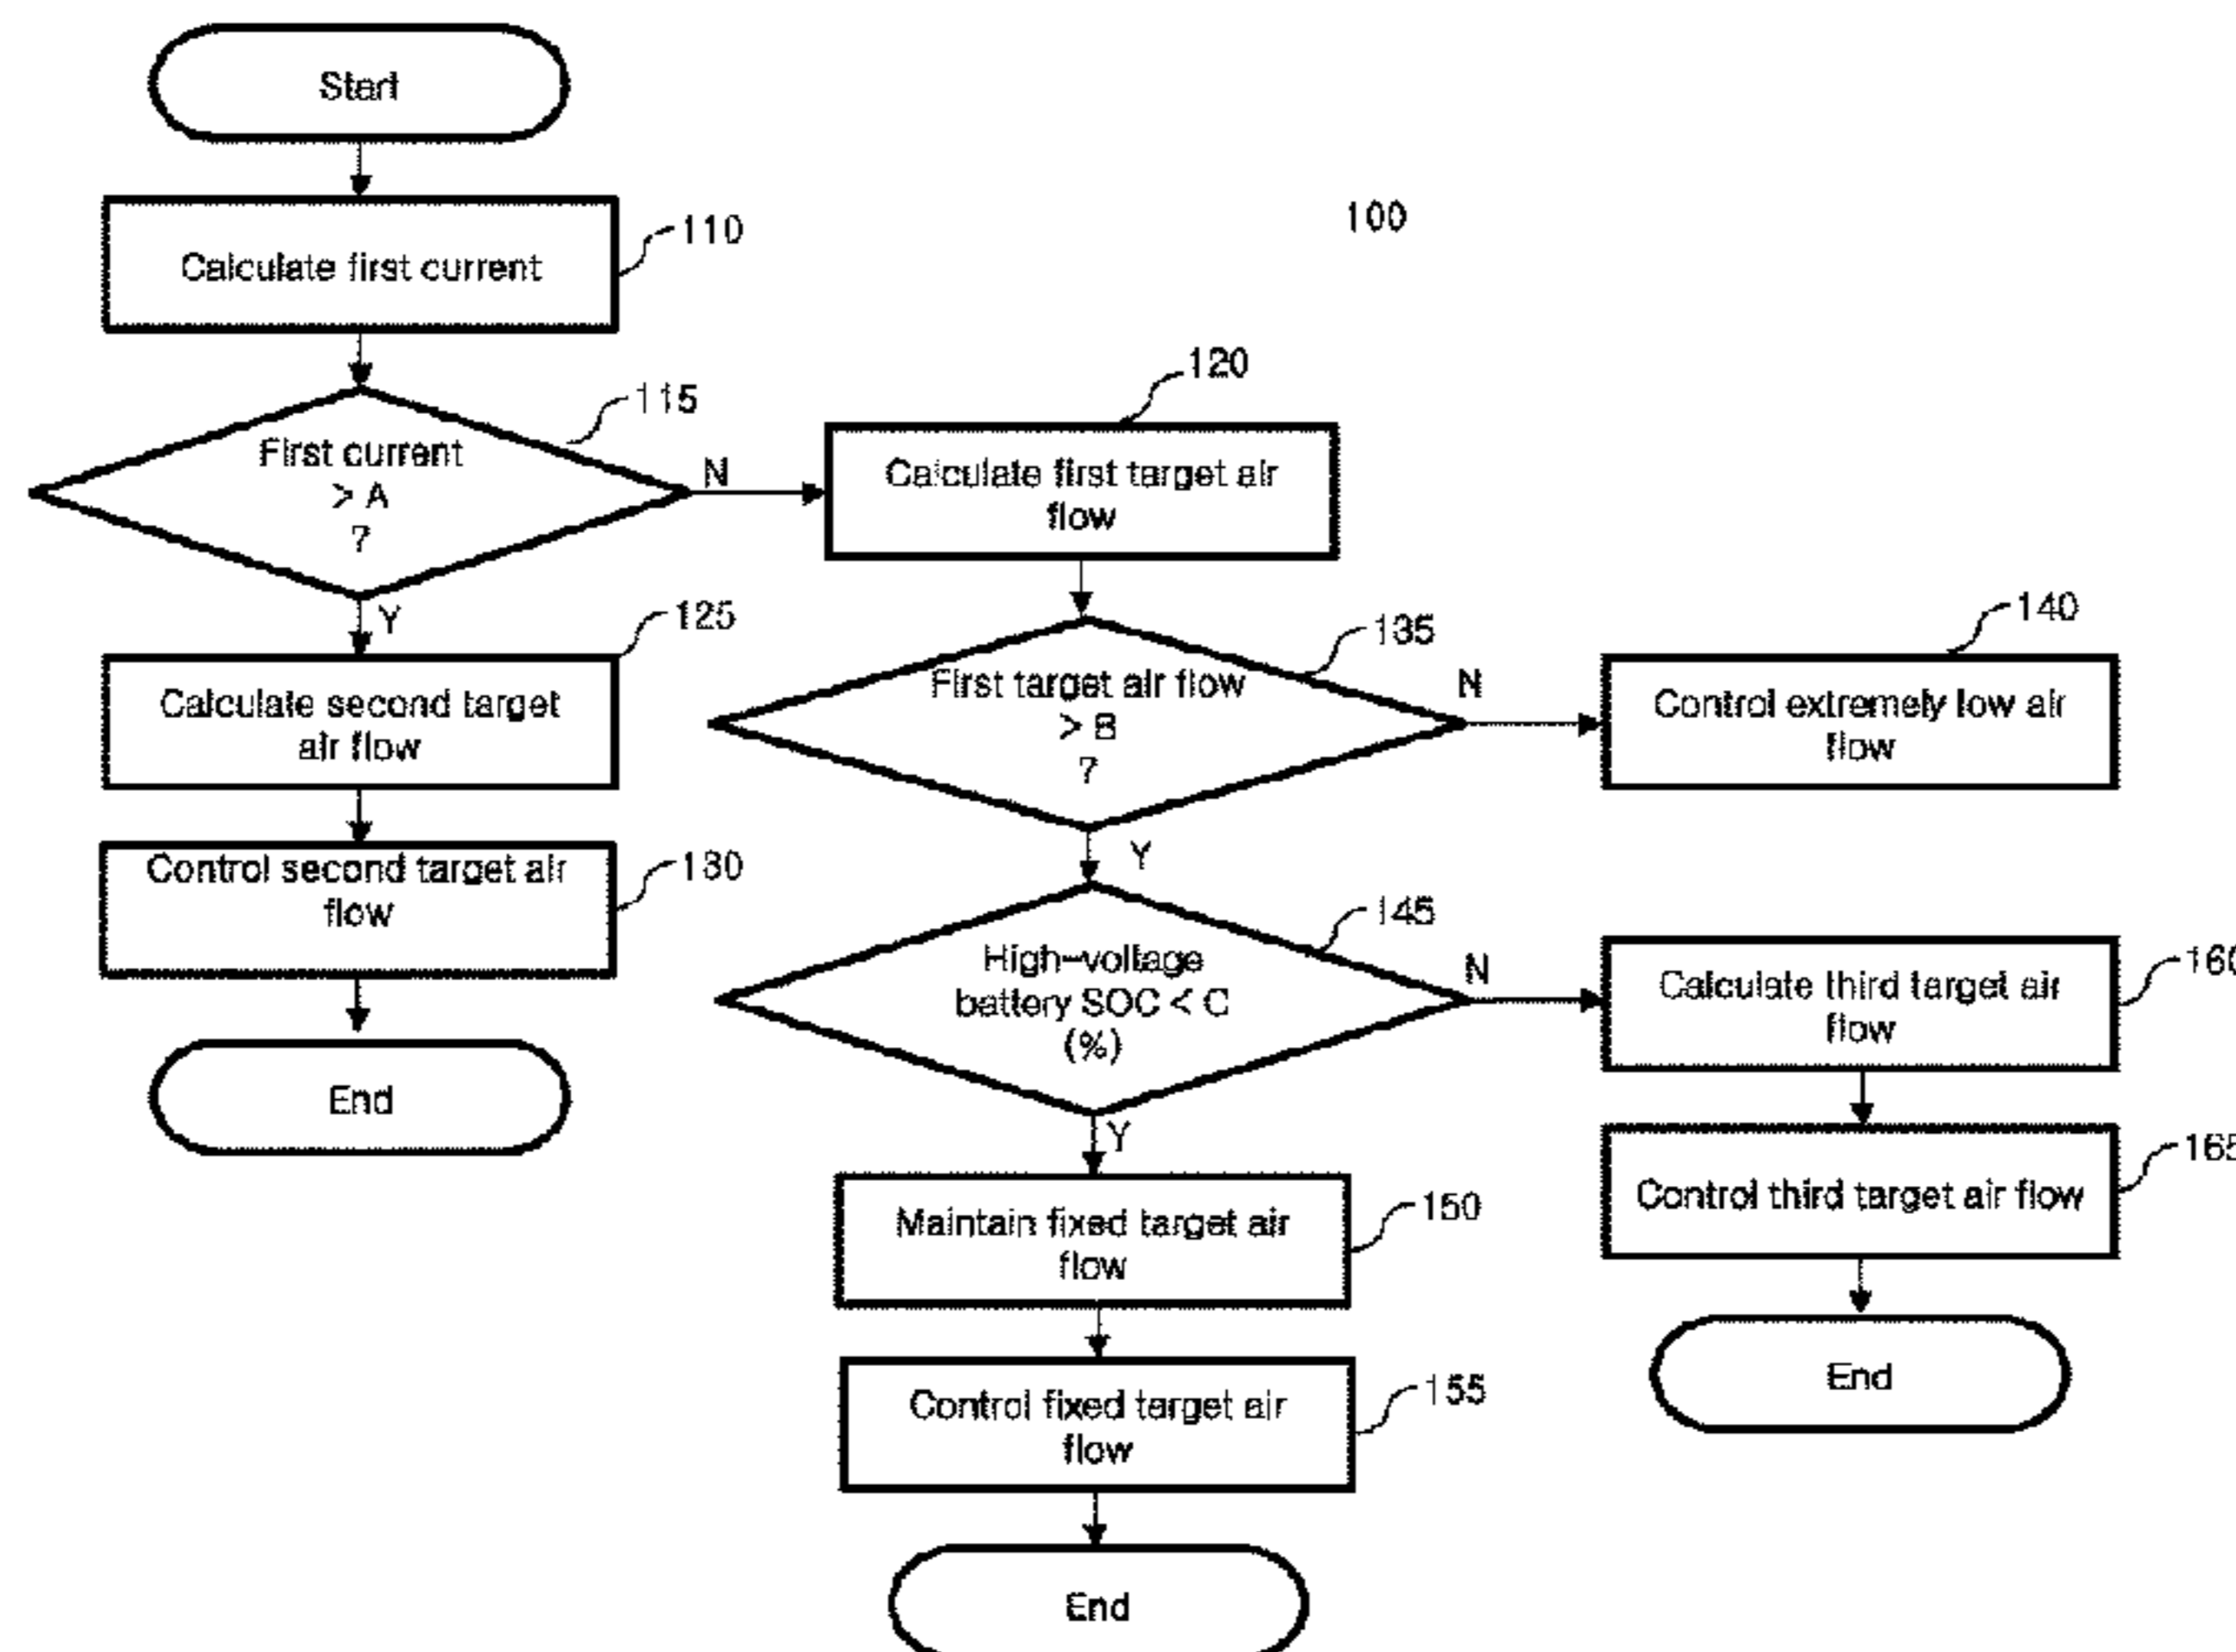 Start
100
Calculate first current
110
First current
> A
?
115
N
Y
Calculate first target air
flow
120
Calculate second target
air flow
125
Control second target air
flow
130
End
First target air flow
> B
?
135
N
Y
Control extremely low air
flow
140
High-voltage
battery SOC < C
(%)
145
N
Y
Calculate third target air
flow
160
Control third target air flow
165
End
Maintain fixed target air
flow
150
Control fixed target air
flow
155
End